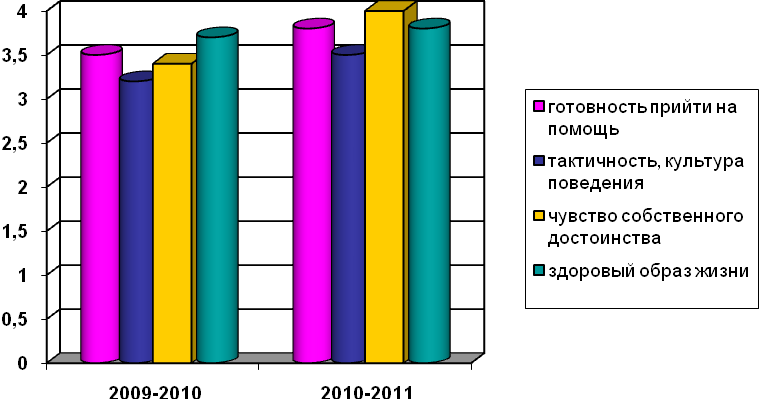 4
3,5
3
2,5
2
1,5
1
0,5
0
2009-2010
2010-2011
готовность прийти на
помощь
тактичность, культура
поведения
чувство собственного
достоинства
здоровый образ жизни